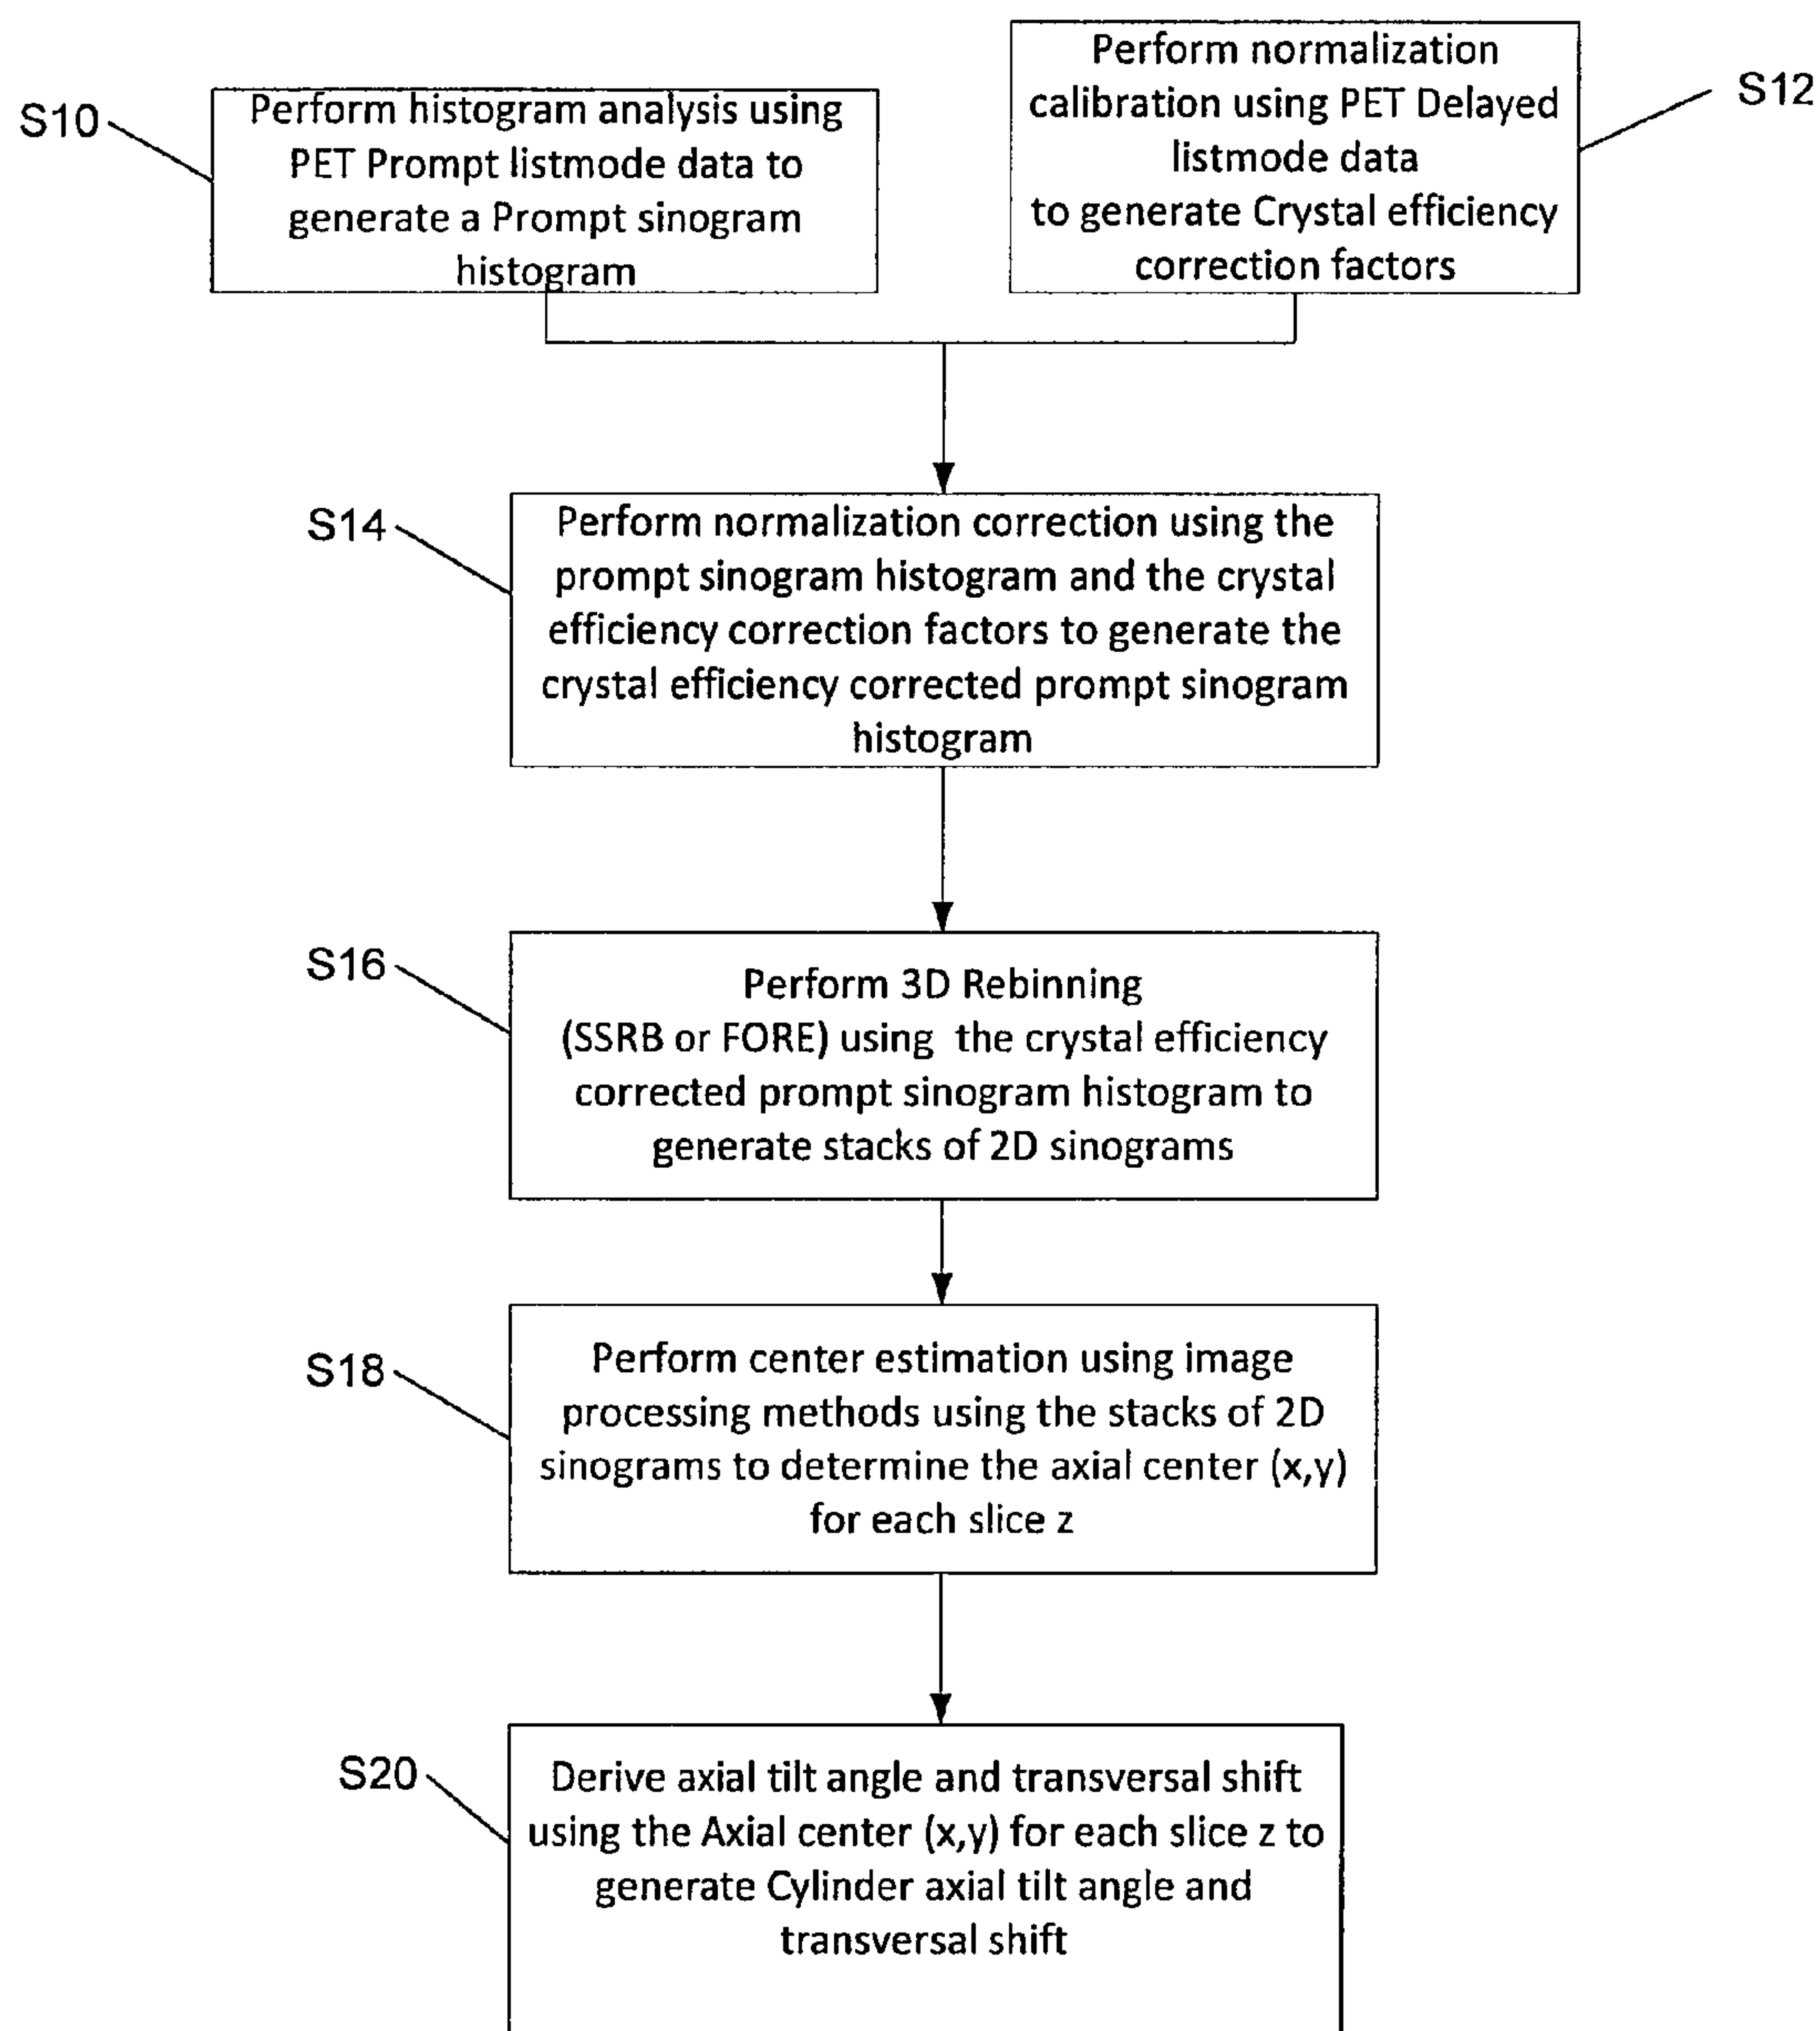 S10
Perform histogram analysis using
PET Prompt listmode data to
generate a Prompt sinogram
histogram
Perform normalization
calibration using PET Delayed
listmode data
to generate Crystal efficiency
correction factors
S12
S14
Perform normalization correction using the
prompt sinogram histogram and the crystal
efficiency correction factors to generate the
crystal efficiency corrected prompt sinogram
histogram
S16
Perform 3D Rebinning
(SSRB or FORE) using the crystal efficiency
corrected prompt sinogram histogram to
generate stacks of 2D sinograms
S18
Perform center estimation using image
processing methods using the stacks of 2D
sinograms to determine the axial center (x,y)
for each slice z
S20
Derive axial tilt angle and transversal shift
using the Axial center (x,y) for each slice z to
generate Cylinder axial tilt angle and
transversal shift